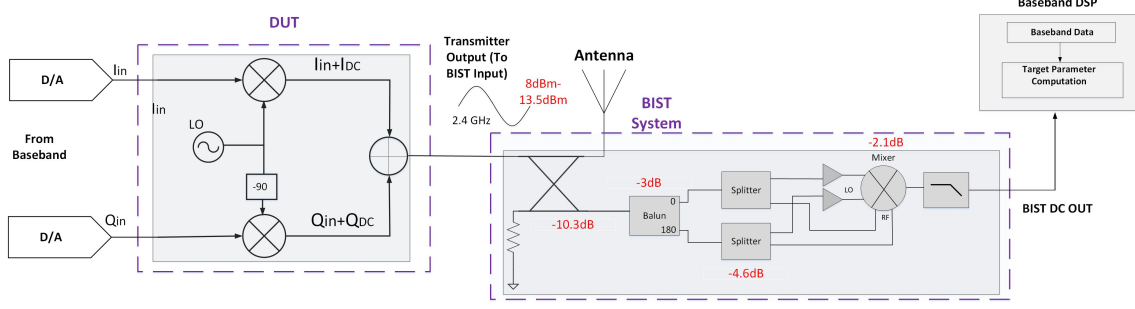 Baseband DSP
Baseband Data
Target Parameter
Computation
DUT
D/A
Iin
Iin+IDC
Iin
LO
-90
From
Baseband
D/A
Qin
Qin+QDC
Transmitter
Output (To
BIST Input)
8dBm-
13.5dBm
2.4 GHz
Antenna
BIST
System
-10.3dB
-3dB
0
Balun
180
Splitter
Splitter
-4.6dB
-2.1dB
Mixer
LO
RF
BIST DC OUT